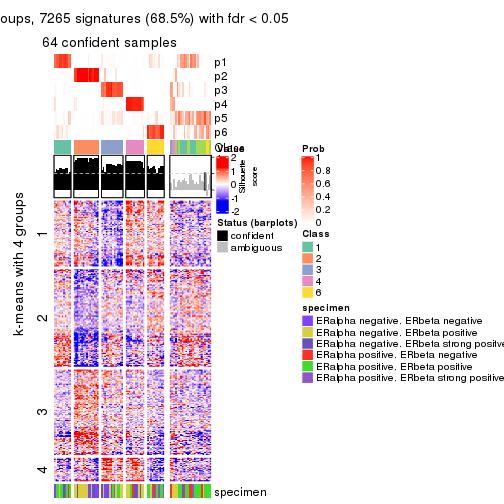 oups, 7265 signatures (68.5%) with fdr < 0.05
64 confident samples
p1
p2
p3
p4
p5
p6
Class
Value
2
1
0
-1
-2
Silhouette
score
Status (barplots)
confident
ambiguous
Prob
1
0.8
0.6
0.4
0.2
0
Class
1
2
3
4
6
specimen
ERalpha negative. ERbeta negative
ERalpha negative. ERbeta positive
ERalpha negative. ERbeta strong positive
ERalpha positive. ERbeta negative
ERalpha positive. ERbeta positive
ERalpha positive. ERbeta strong positive
k-means with 4 groups
1
2
3
4
specimen